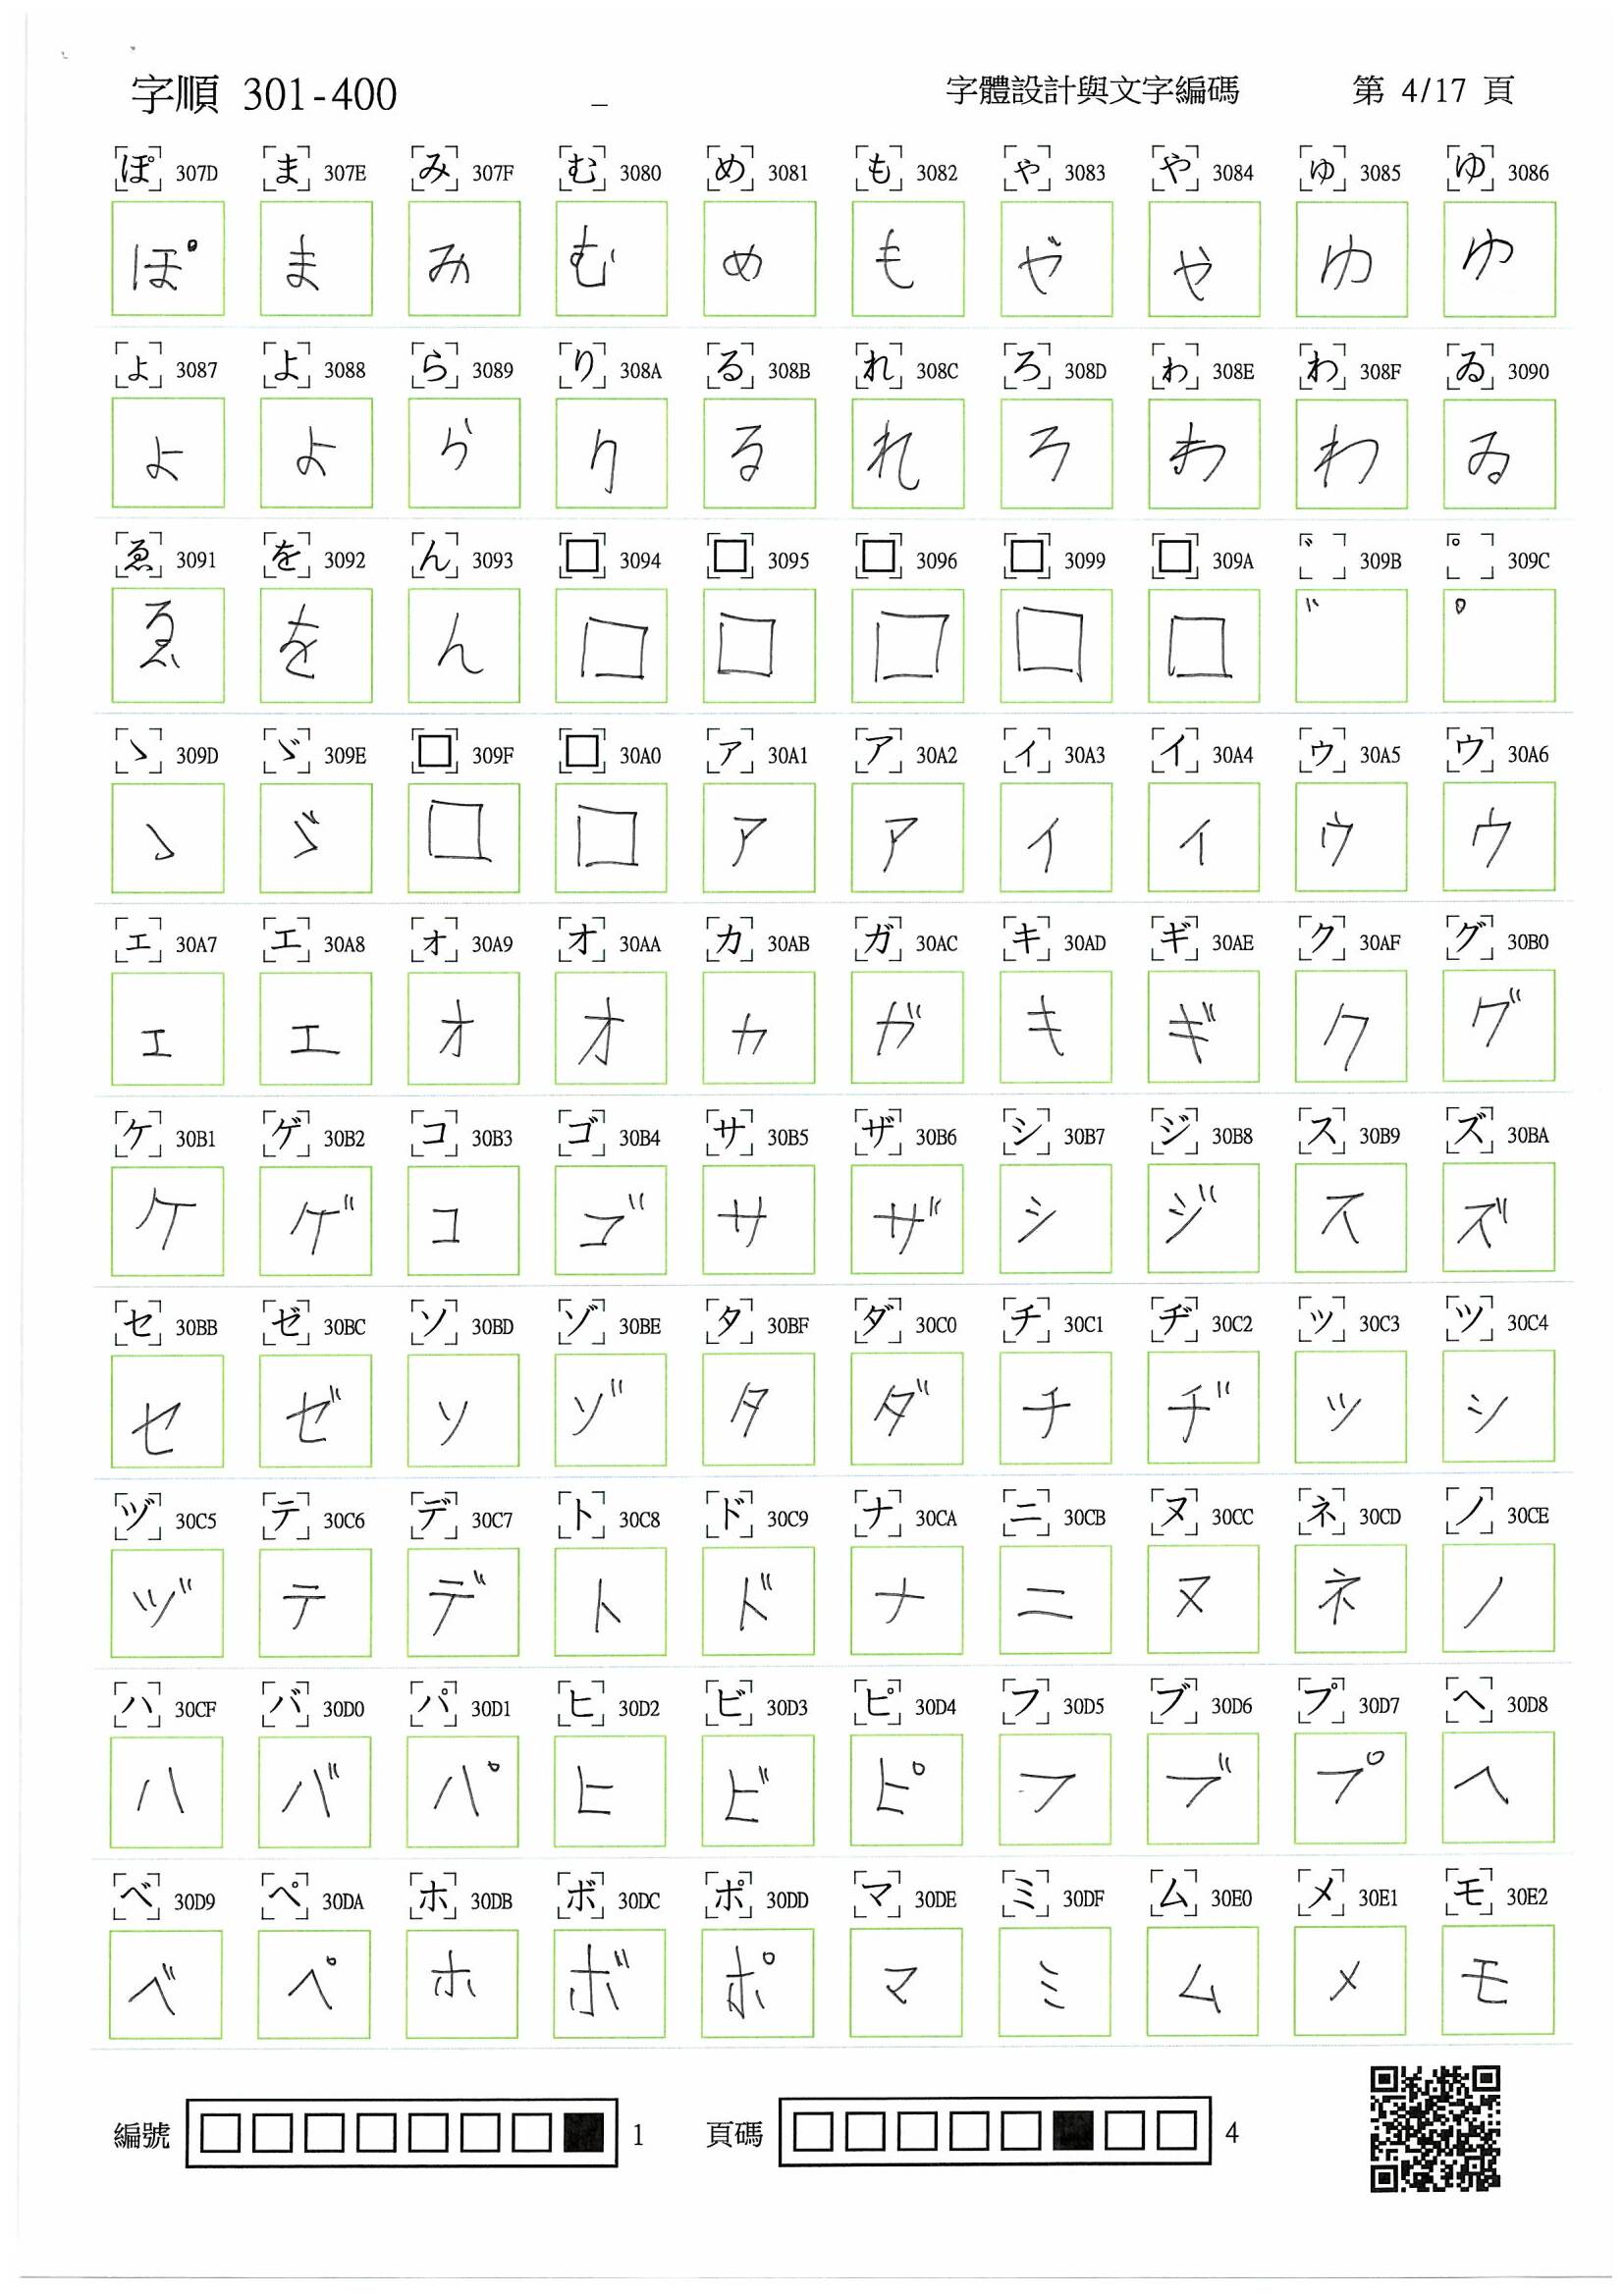 字順 301-400 _ 字體設計與文字編碼 第 4/17 頁
ぽ 307D ま 307E み 307F む 3080 め 3081 も 3082 ゃ 3083 や 3084 ゅ 3085 ゆ 3086
ぽ ま み む め も や や ゆ ゆ
ょ 3087 よ 3088 ら 3089 り 308A る 308B れ 308C ろ 308D ゎ 308E わ 308F ゐ 3090
よ よ ら り る れ ろ わ わ ゐ
ゑ 3091 を 3092 ん 3093 □ 3094 □ 3095 □ 3096 □ 3099 □ 309A ゛ 309B ゜ 309C
ゑ を ん □ □ □ □ □ ゛ ゜
ゝ 309D ゞ 309E □ 309F □ 30A0 ァ 30A1 ア 30A2 ィ 30A3 イ 30A4 ゥ 30A5 ウ 30A6
ゝ ゞ □ □ ア ア イ イ ウ ウ
ェ 30A7 エ 30A8 ォ 30A9 オ 30AA カ 30AB ガ 30AC キ 30AD ギ 30AE ク 30AF グ 30B0
エ エ オ オ カ ガ キ ギ ク グ
ケ 30B1 ゲ 30B2 コ 30B3 ゴ 30B4 サ 30B5 ザ 30B6 シ 30B7 ジ 30B8 ス 30B9 ズ 30BA
ケ ゲ コ ゴ サ ザ シ ジ ス ズ
セ 30BB ゼ 30BC ソ 30BD ゾ 30BE タ 30BF ダ 30C0 チ 30C1 ヂ 30C2 ッ 30C3 ツ 30C4
セ ゼ ソ ゾ タ ダ チ ヂ ツ シ
ヅ 30C5 テ 30C6 デ 30C7 ト 30C8 ド 30C9 ナ 30CA ニ 30CB ヌ 30CC ネ 30CD ノ 30CE
ヅ テ デ ト ド ナ ニ ヌ ネ ノ
ハ 30CF バ 30D0 パ 30D1 ヒ 30D2 ビ 30D3 ピ 30D4 フ 30D5 ブ 30D6 プ 30D7 ヘ 30D8
ハ バ パ ヒ ビ ピ フ ブ プ ヘ
ベ 30D9 ペ 30DA ホ 30DB ボ 30DC ポ 30DD マ 30DE ミ 30DF ム 30E0 メ 30E1 モ 30E2
ベ ペ ホ ボ ポ マ ミ ム メ モ
編號 □□□□□□□■ 1 頁碼 □□□□□■□□ 4